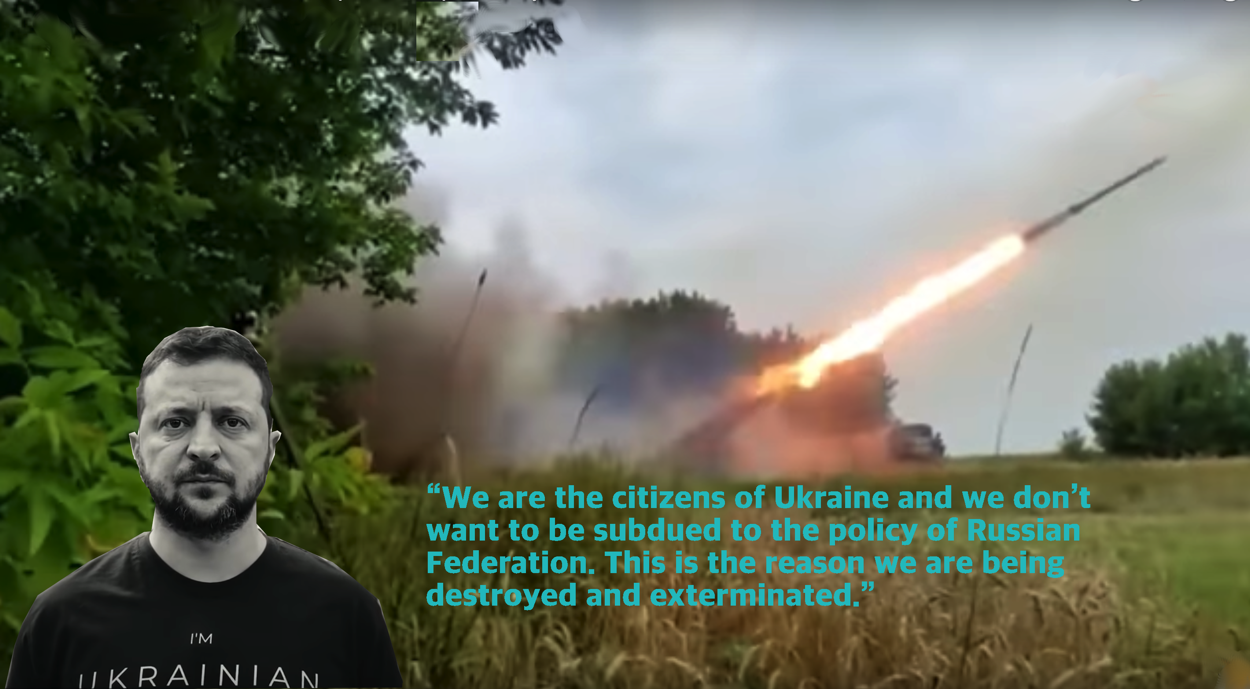 “We are the citizens of Ukraine and we don’t
want to be subdued to the policy of Russian
Federation. This is the reason we are being
destroyed and exterminated.”
I'M
UKRAINIAN